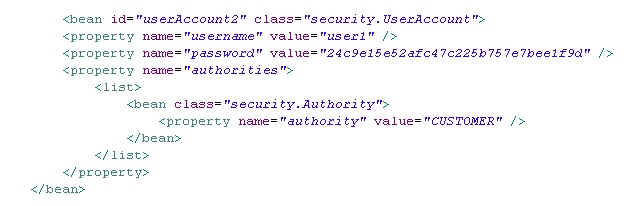 <bean id="userAccount2" class="security.UserAccount">
<property name="username" value="user1" />
<property name="password" value="24c9e15e52afc47c225b757e7bee1f9d" />
<property name="authorities">
<list>
<bean class="security.Authority">
<property name="authority" value="CUSTOMER" />
</bean>
</list>
</property>
</bean>